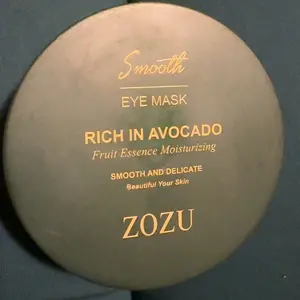 Smooth
EYE MASK
RICH IN AVOCADO
Fruit Essence Moisturizing
SMOOTH AND DELICATE
Beautiful Your Skin
ZOZU